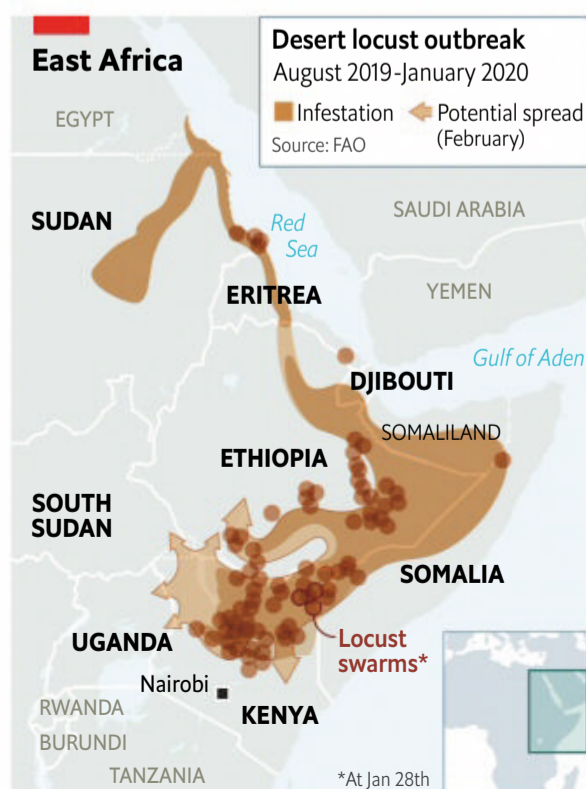 East Africa
Desert locust outbreak
August 2019-January 2020
Infestation
Potential spread
(February)
Source: FAO
EGYPT
SUDAN
Red
Sea
SAUDI ARABIA
ERITREA
YEMEN
Gulf of Aden
DJIBOUTI
SOMALILAND
ETHIOPIA
SOUTH
SUDAN
SOMALIA
UGANDA
Locust
swarms*
Nairobi
RWANDA
KENYA
BURUNDI
TANZANIA
*At Jan 28th